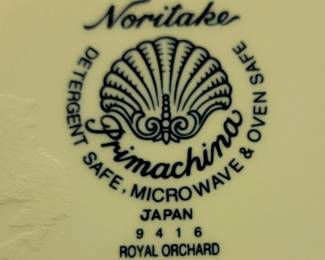 Noritake
Primachina
DETERGENT SAFE, MICROWAVE & OVEN SAFE
JAPAN
9416
ROYAL ORCHARD